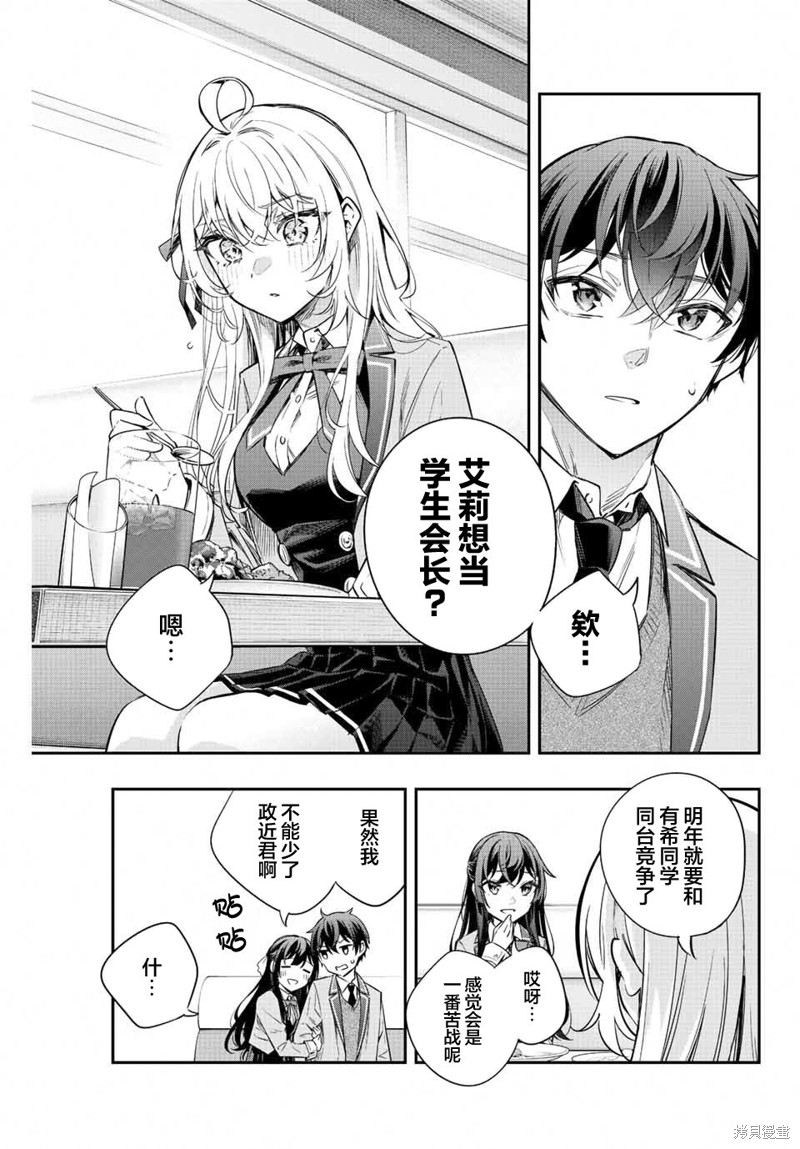 欸…
艾莉想当
学生会长？
嗯…
明年就要和
有希同学
同台竞争了
哎呀…
感觉会是
一番苦战呢
果然我
不能少了
政近君啊
贴
贴
什…
拷貝漫畫